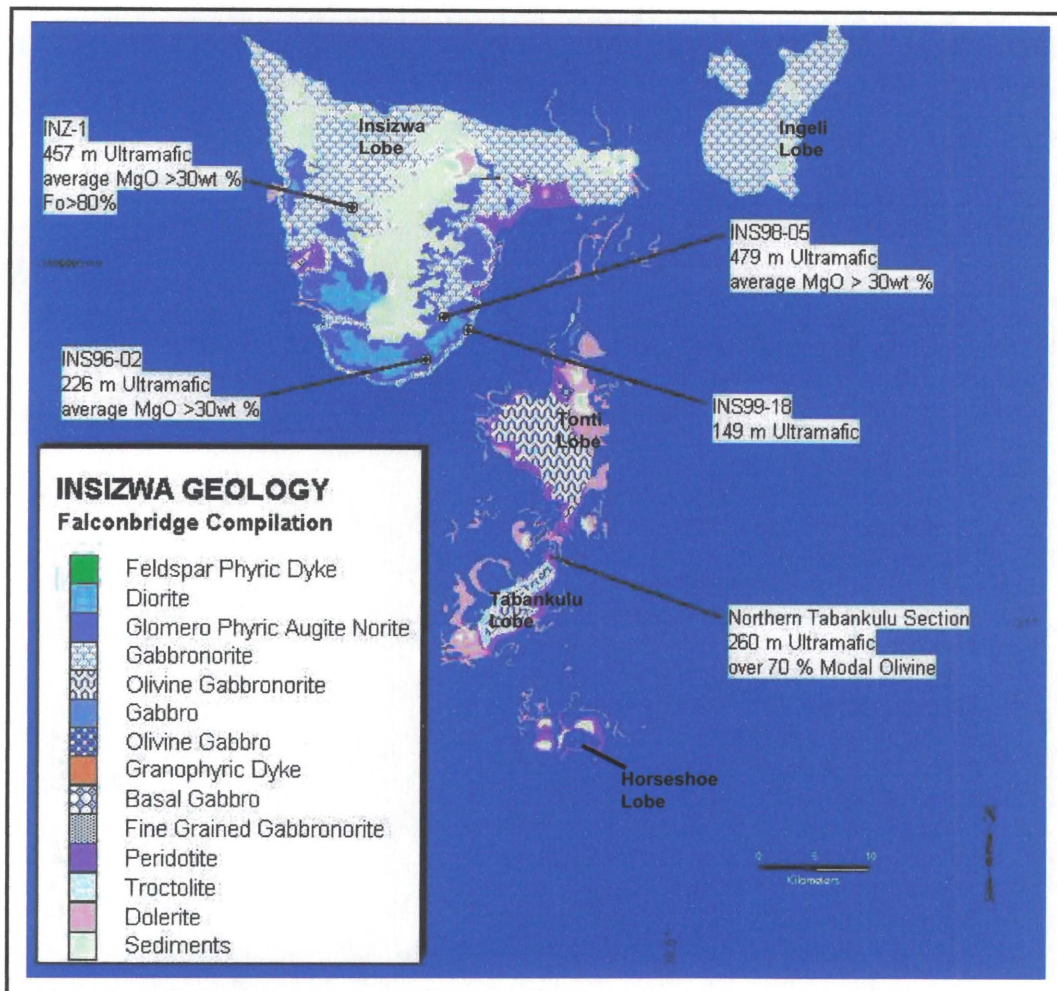 INZ-1
457 m Ultramafic
average MgO >30wt %
Fo>80%
Insizwa
Lobe
Ingeli
Lobe
INS98-05
479 m Ultramafic
average MgO > 30wt %
INS96-02
226 m Ultramafic
average MgO >30wt %
INS99-18
149 m Ultramafic
Tonti
Lobe
Tabankulu
Lobe
Northern Tabankulu Section
260 m Ultramafic
over 70 % Modal Olivine
Horseshoe
Lobe
0 5 10
Kilometers
N
INSIZWA GEOLOGY
Falconbridge Compilation
Feldspar Phyric Dyke
Diorite
Glomero Phyric Augite Norite
Gabbronorite
Olivine Gabbronorite
Gabbro
Olivine Gabbro
Granophyric Dyke
Basal Gabbro
Fine Grained Gabbronorite
Peridotite
Troctolite
Dolerite
Sediments